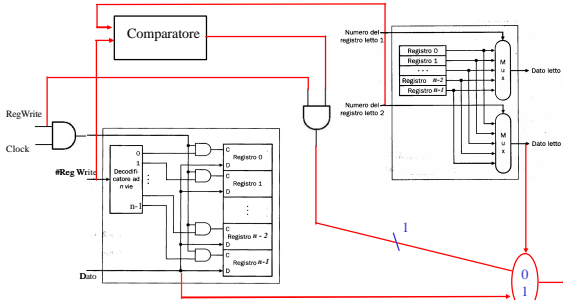 Comparatore
Numero del
registro letto 1
Registro 0
Registro 1
. . .
Registro n-2
Registro n-1
M
u
x
Dato letto
Numero del
registro letto 2
M
u
x
Dato letto
RegWrite
Clock
#Reg Write
Decodifi-
catore ad
n vie
0
1
n-1
C
Registro 0
D
C
Registro 1
D
C
Registro n - 2
D
C
Registro n-1
D
Dato
1
0
1